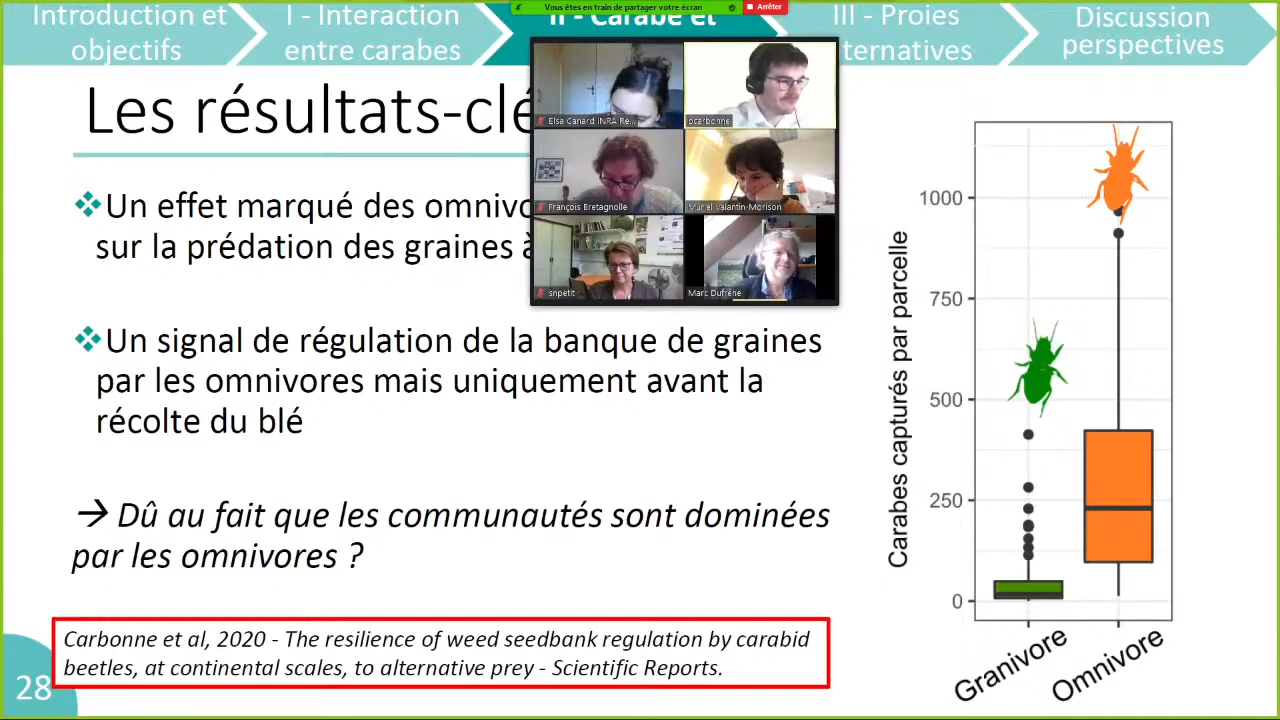 Introduction et
objectifs
I - Interaction
entre carabes
II - Carabe et
III - Proies
lternatives
Discussion
perspectives
Vous êtes en train de partager votre écran
Arrêter
Les résultats-clé
Elsa Canard INRA Re...
bcarbonne
François Bretagnolle
Muriel Valantin-Morison
snpetit
Marc Dufrêne
Un effet marqué des omnivo
sur la prédation des graines à
Un signal de régulation de la banque de graines
par les omnivores mais uniquement avant la
récolte du blé
→ Dû au fait que les communautés sont dominées
par les omnivores ?
Carbonne et al, 2020 - The resilience of weed seedbank regulation by carabid
beetles, at continental scales, to alternative prey - Scientific Reports.
28
Carabes capturés par parcelle
1000
750
500
250
0
Granivore
Omnivore